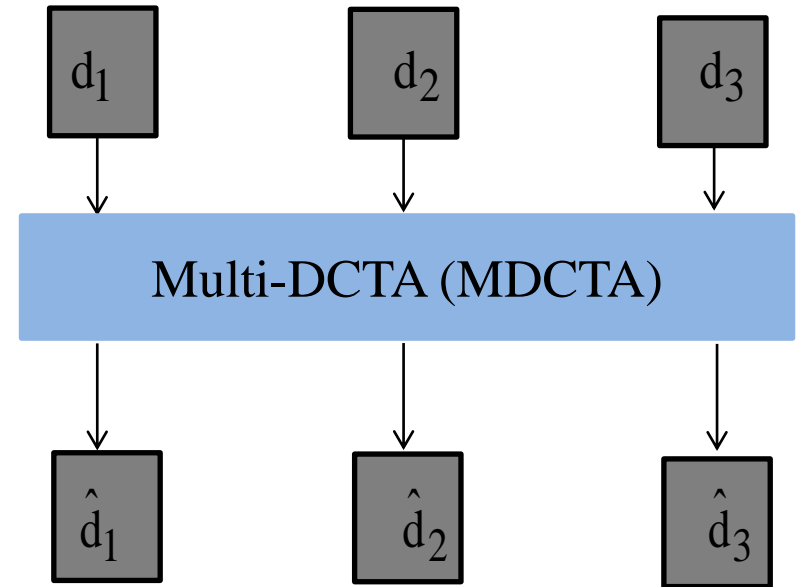 d₁ d₂ d₃
Multi-DCTA (MDCTA)
d̂₁ d̂₂ d̂₃